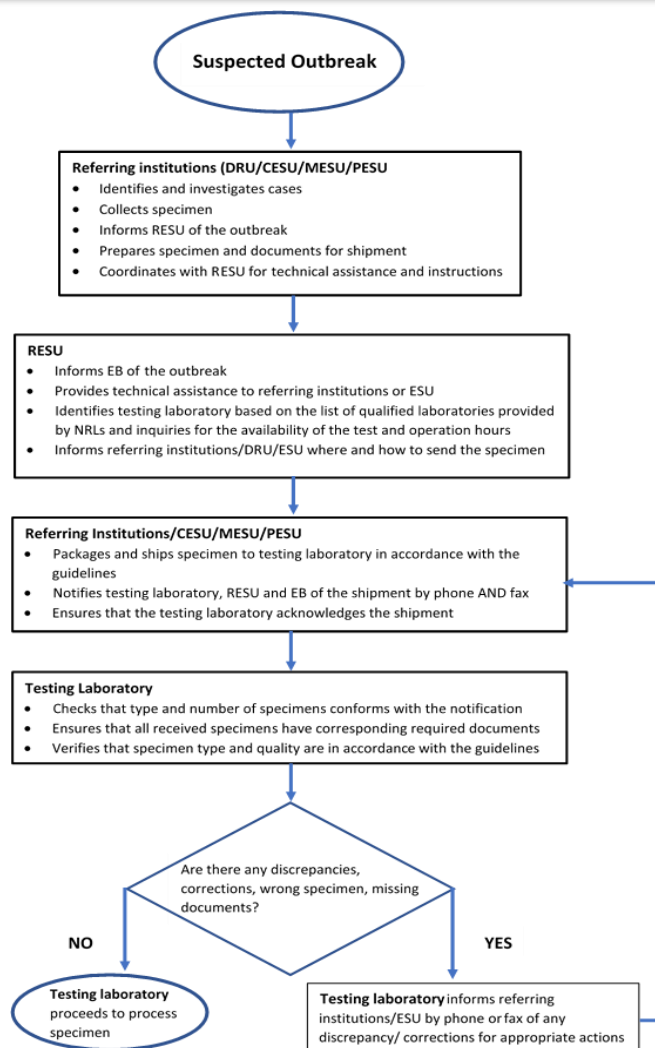 Suspected Outbreak
Referring institutions (DRU/CESU/MESU/PESU
• Identifies and investigates cases
• Collects specimen
• Informs RESU of the outbreak
• Prepares specimen and documents for shipment
• Coordinates with RESU for technical assistance and instructions
RESU
• Informs EB of the outbreak
• Provides technical assistance to referring institutions or ESU
• Identifies testing laboratory based on the list of qualified laboratories provided
by NRLs and inquiries for the availability of the test and operation hours
• Informs referring institutions/DRU/ESU where and how to send the specimen
Referring Institutions/CESU/MESU/PESU
• Packages and ships specimen to testing laboratory in accordance with the
guidelines
• Notifies testing laboratory, RESU and EB of the shipment by phone AND fax
• Ensures that the testing laboratory acknowledges the shipment
Testing Laboratory
• Checks that type and number of specimens conforms with the notification
• Ensures that all received specimens have corresponding required documents
• Verifies that specimen type and quality are in accordance with the guidelines
Are there any discrepancies,
corrections, wrong specimen, missing
documents?
NO
YES
Testing laboratory
proceeds to process
specimen
Testing laboratory informs referring
institutions/ESU by phone or fax of any
discrepancy/ corrections for appropriate actions